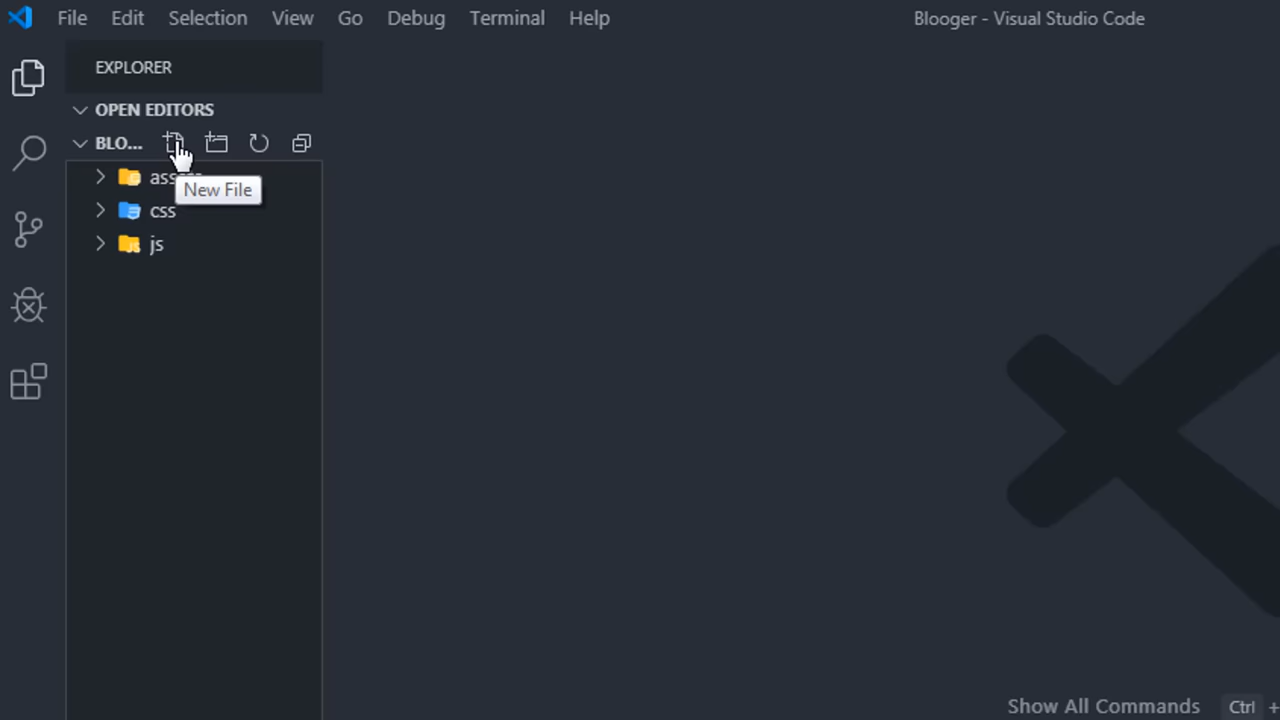 File Edit Selection View Go Debug Terminal Help Blooger - Visual Studio Code
EXPLORER
OPEN EDITORS
BLO...
New File
css
js
Show All Commands Ctrl +